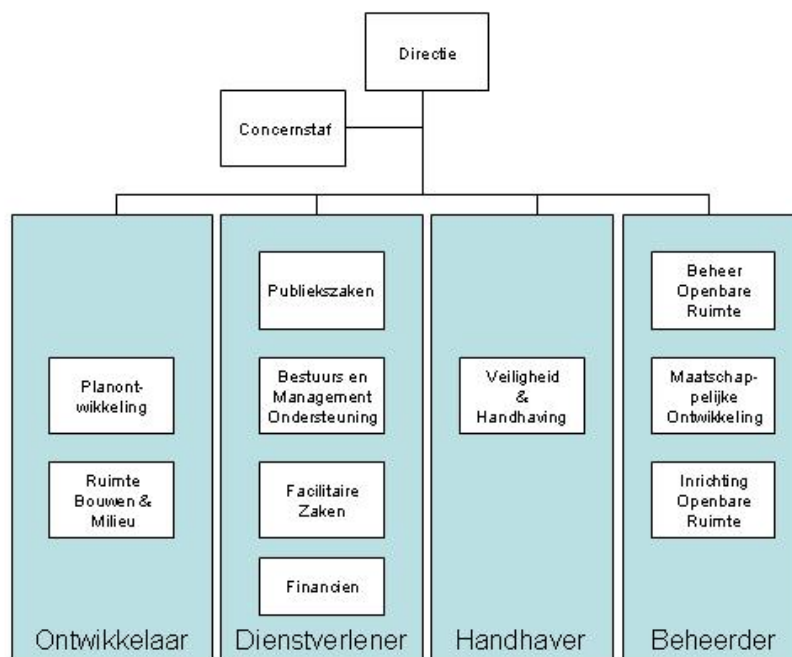 Directie
Concernstaf
Planont-
wikkeling
Ruimte
Bouwen &
Milieu
Ontwikkelaar
Publiekszaken
Bestuurs en
Management
Ondersteuning
Facilitaire
Zaken
Financien
Dienstverlener
Veiligheid
&
Handhaving
Handhaver
Beheer
Openbare
Ruimte
Maatschap-
pelijke
Ontwikkeling
Inrichting
Openbare
Ruimte
Beheerder